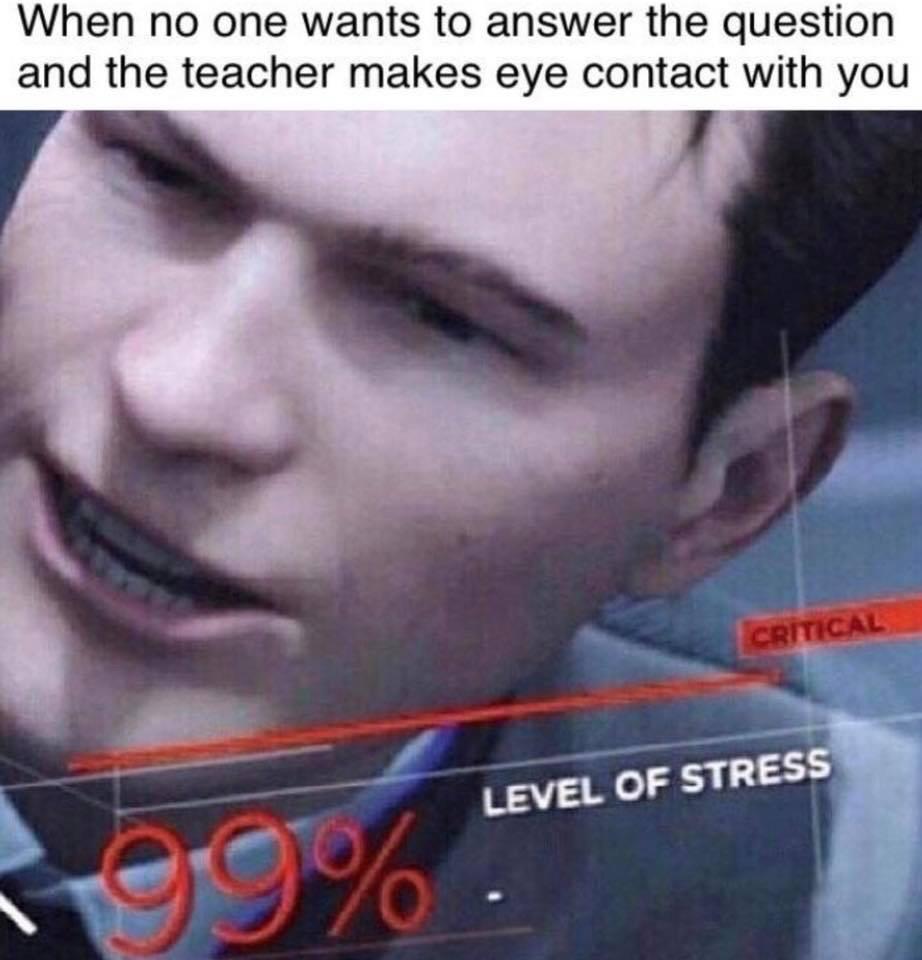 When no one wants to answer the question
and the teacher makes eye contact with you
CRITICAL
LEVEL OF STRESS
99%